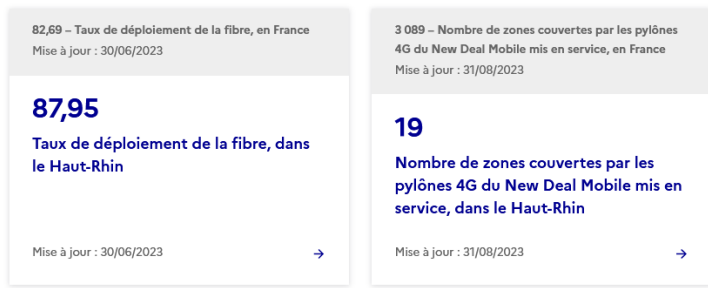 82,69 – Taux de déploiement de la fibre, en France
Mise à jour : 30/06/2023
87,95
Taux de déploiement de la fibre, dans
le Haut-Rhin
Mise à jour : 30/06/2023
3 089 – Nombre de zones couvertes par les pylônes
4G du New Deal Mobile mis en service, en France
Mise à jour : 31/08/2023
19
Nombre de zones couvertes par les
pylônes 4G du New Deal Mobile mis en
service, dans le Haut-Rhin
Mise à jour : 31/08/2023